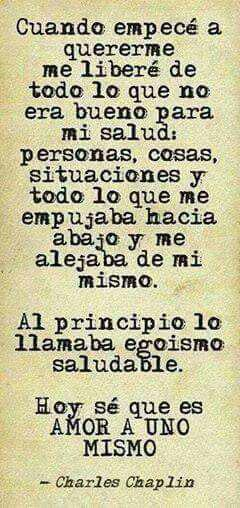 Cuando empecé a
quererme
me liberé de
todo lo que no
era bueno para
mi salud:
personas, cosas,
situaciones y
todo lo que me
empujaba hacia
abajo y me
alejaba de mi
mismo.
Al principio lo
llamaba egoismo
saludable.
Hoy sé que es
AMOR A UNO
MISMO
– Charles Chaplin